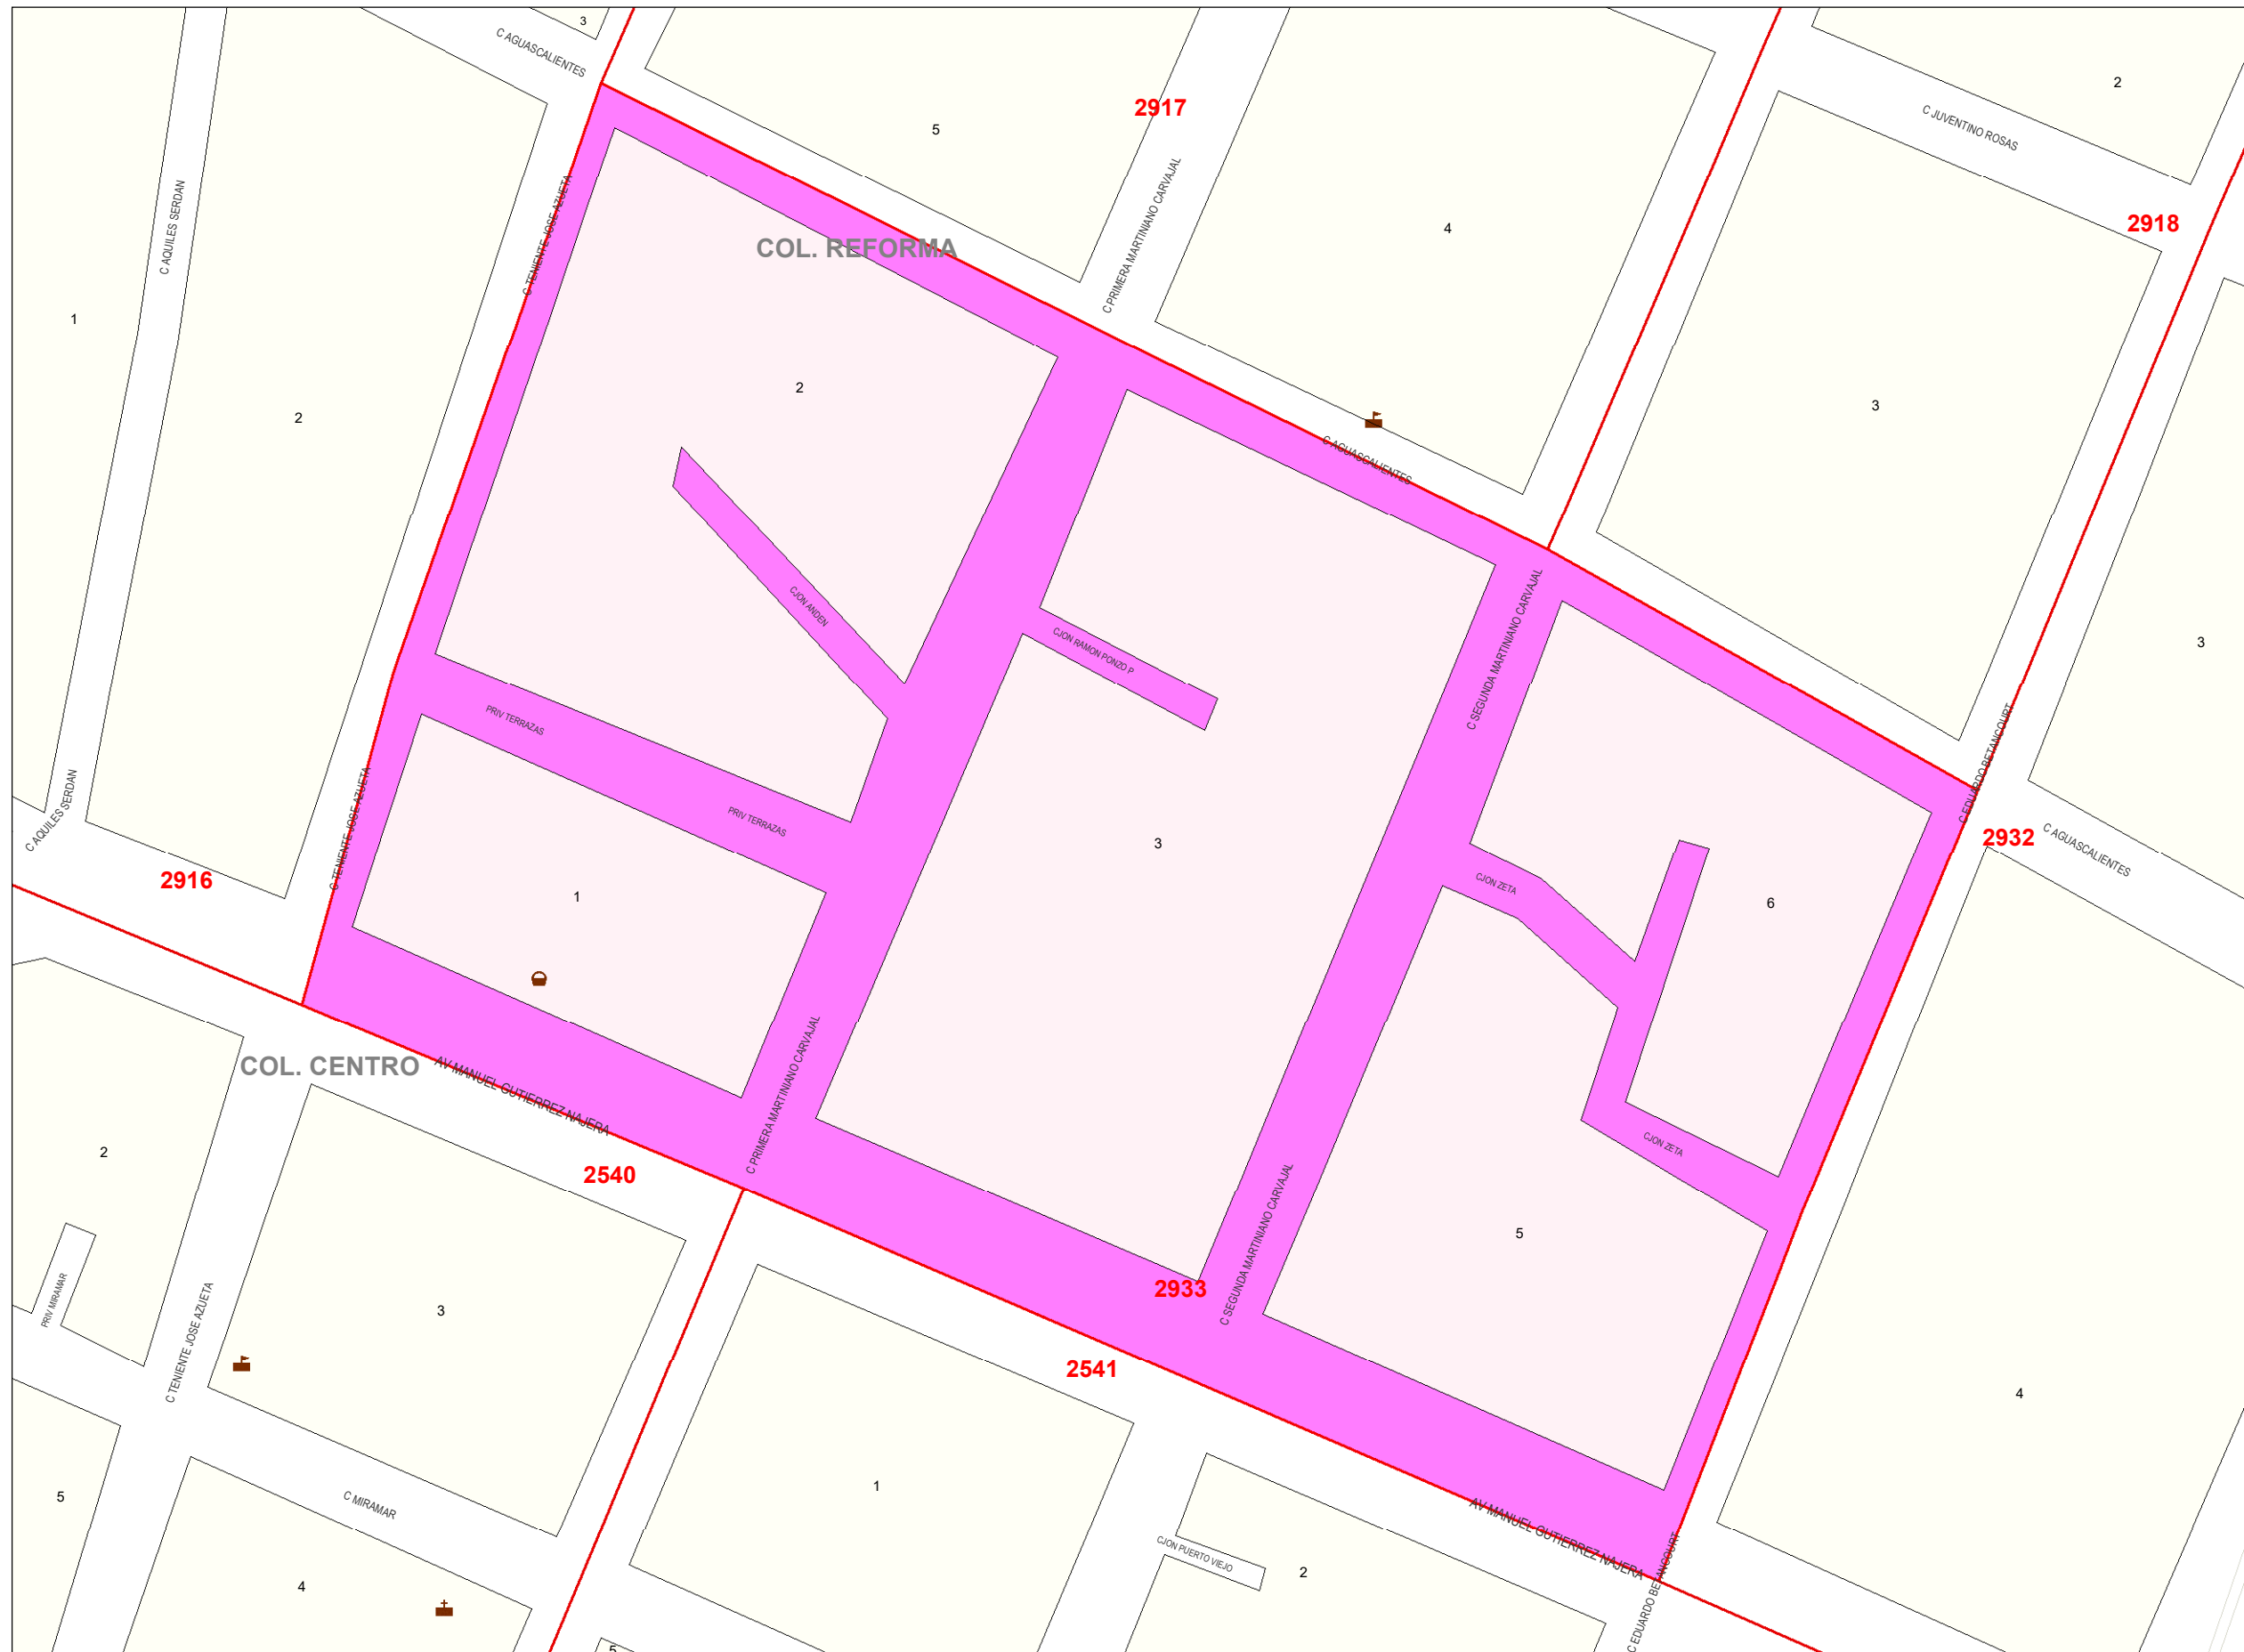 3
C AGUASCALIENTES
2
2917
C JUVENTINO ROSAS
5
2918
4
C AQUILES SERDAN
C TENIENTE JOSE AZUETA
COL. REFORMA
C PRIMERA MARTINIANO CARVAJAL
1
2
2
3
C AGUASCALIENTES
CJON ANDEN
CJON RAMON PONZO P
C SEGUNDA MARTINIANO CARVAJAL
3
PRIV TERRAZAS
C EDUARDO BETANCOURT
C AQUILES SERDAN
C TENIENTE JOSE AZUETA
PRIV TERRAZAS
3
2932
C AGUASCALIENTES
2916
1
CJON ZETA
6
COL. CENTRO
AV MANUEL GUTIERREZ NAJERA
C PRIMERA MARTINIANO CARVAJAL
2
2540
CJON ZETA
C SEGUNDA MARTINIANO CARVAJAL
5
2933
PRIV MIRAMAR
C TENIENTE JOSE AZUETA
3
2541
4
5
C MIRAMAR
1
AV MANUEL GUTIERREZ NAJERA
CJON PUERTO VIEJO
2
C EDUARDO BETANCOURT
4
5